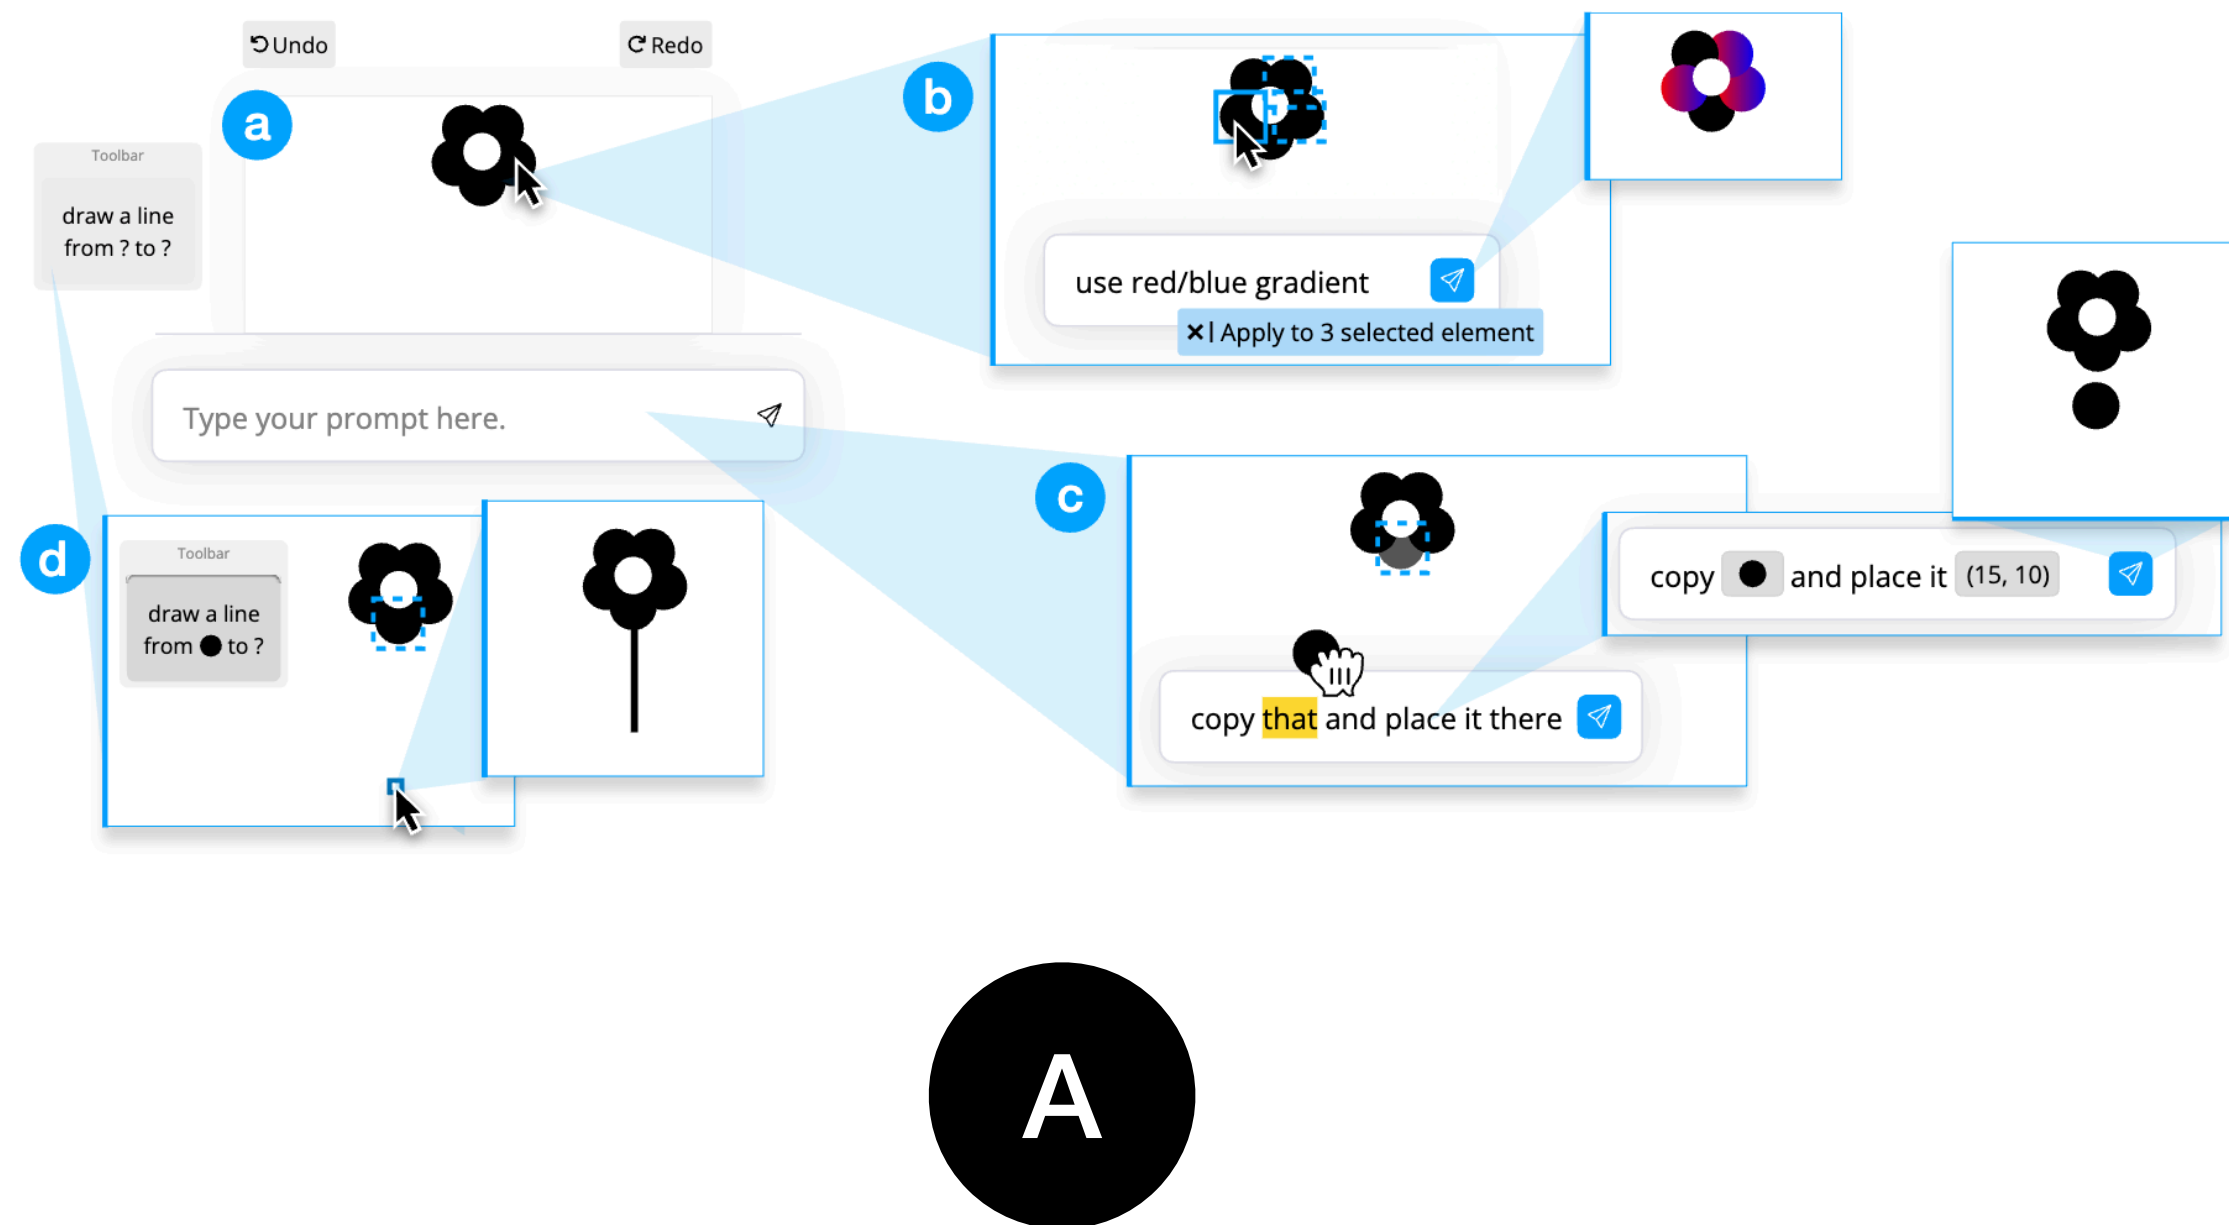 Undo
Redo
a
Toolbar
draw a line
from ? to ?
Type your prompt here.
b
use red/blue gradient
× | Apply to 3 selected element
c
copy that and place it there
copy and place it (15, 10)
d
Toolbar
draw a line
from to ?
A